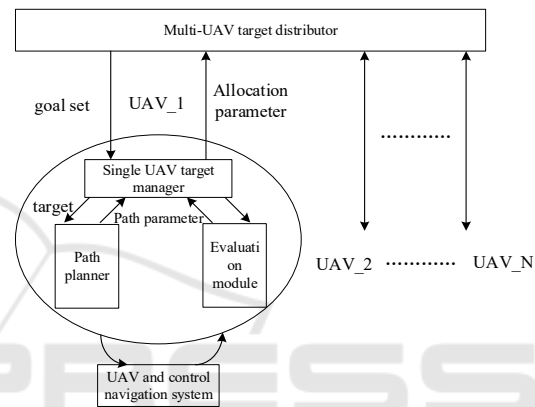 Multi-UAV target distributor
goal set
UAV_1
Allocation
parameter
Single UAV target
manager
target
Path parameter
Path
planner
Evaluati
on
module
UAV_2
............
............
UAV_N
UAV and control
navigation system
PRESS